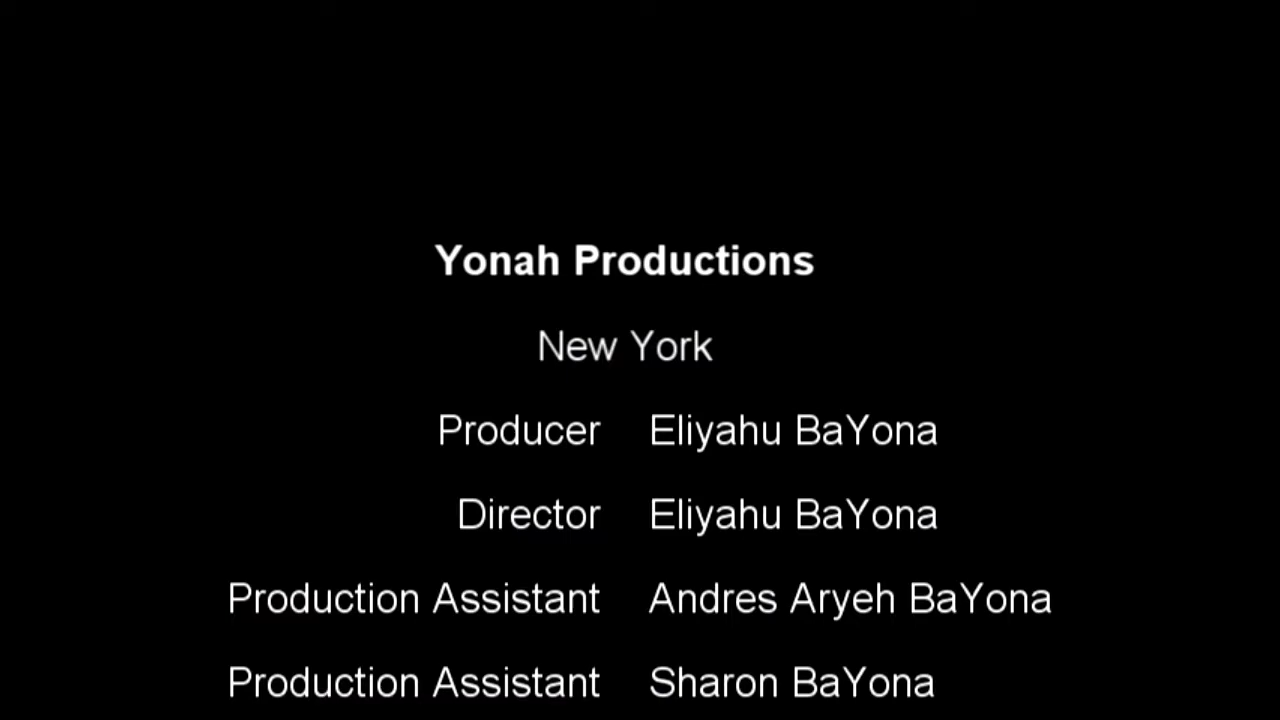 Yonah Productions
New York
Producer Eliyahu BaYona
Director Eliyahu BaYona
Production Assistant Andres Aryeh BaYona
Production Assistant Sharon BaYona